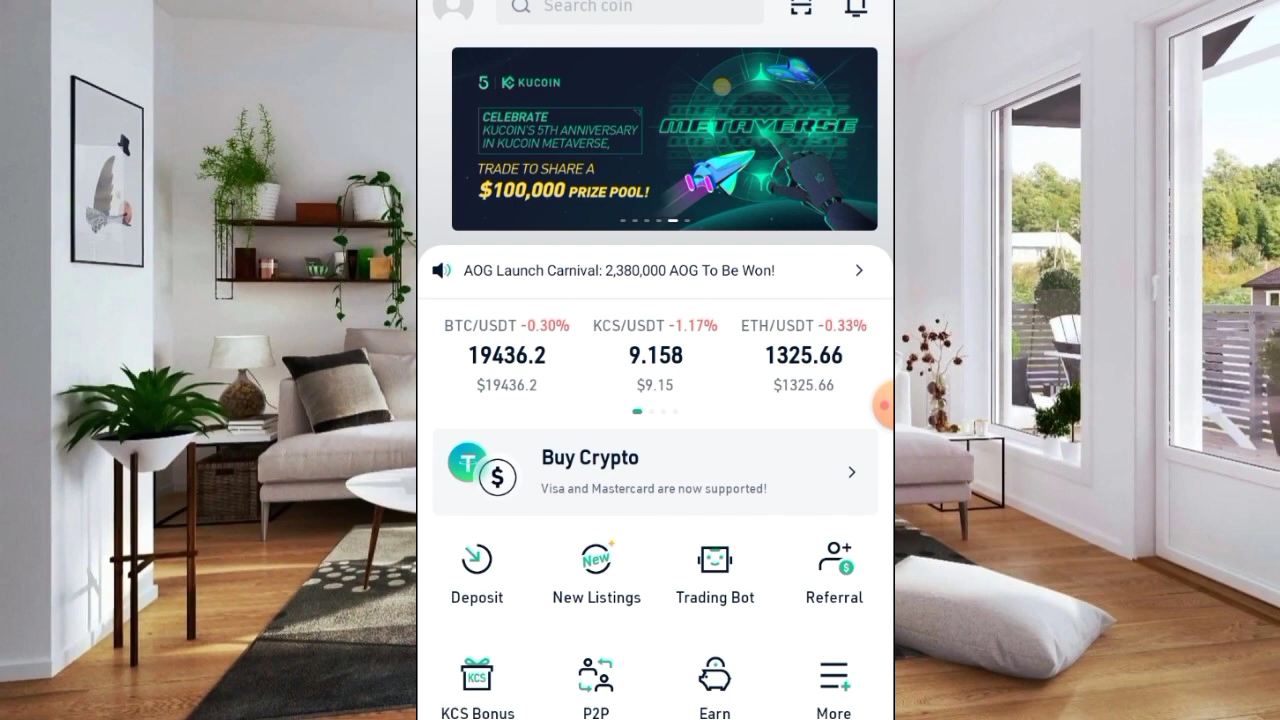 Search coin
5 KUCOIN
CELEBRATE
KUCOIN'S 5TH ANNIVERSARY
IN KUCOIN METAVERSE,
TRADE TO SHARE A
$100,000 PRIZE POOL!
METAVERSE
AOG Launch Carnival: 2,380,000 AOG To Be Won!
BTC/USDT -0.30% KCS/USDT -1.17% ETH/USDT -0.33%
19436.2 9.158 1325.66
$19436.2 $9.15 $1325.66
T $
Buy Crypto
Visa and Mastercard are now supported!
New
$
Deposit New Listings Trading Bot Referral
KCS
KCS Bonus P2P Earn More